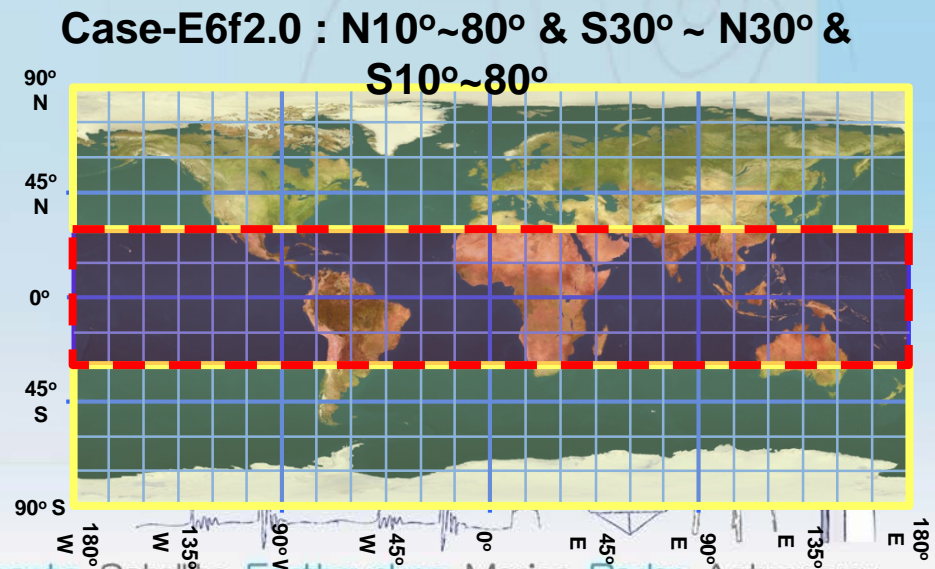 Case-E6f2.0 : N10º~80º & S30º ~ N30º &
S10º~80º
90º
N
45º
N
0º
45º
S
90º S
180º W
135º W
90º W
45º W
0º
45º E
90º E
135º E
180º E